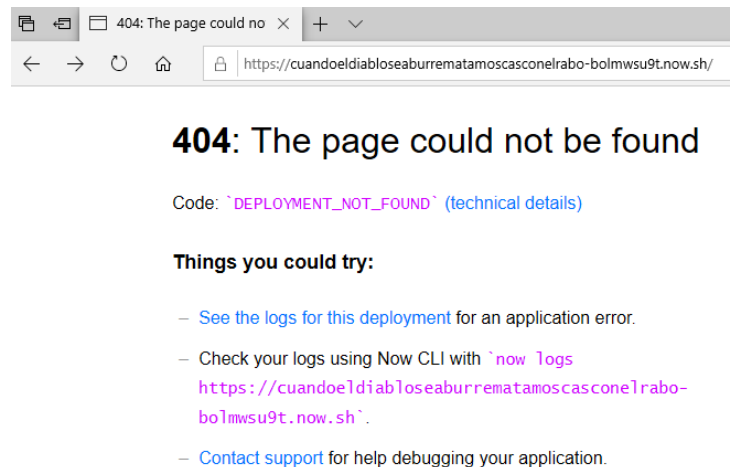 404: The page could no
https://cuandoeldiabloseaburrematamoscasconelrabo-bolmwsu9t.now.sh/
404: The page could not be found
Code: `DEPLOYMENT_NOT_FOUND` (technical details)
Things you could try:
– See the logs for this deployment for an application error.
– Check your logs using Now CLI with `now logs
https://cuandoeldiabloseaburrematamoscasconelrabo-
bolmwsu9t.now.sh`.
– Contact support for help debugging your application.